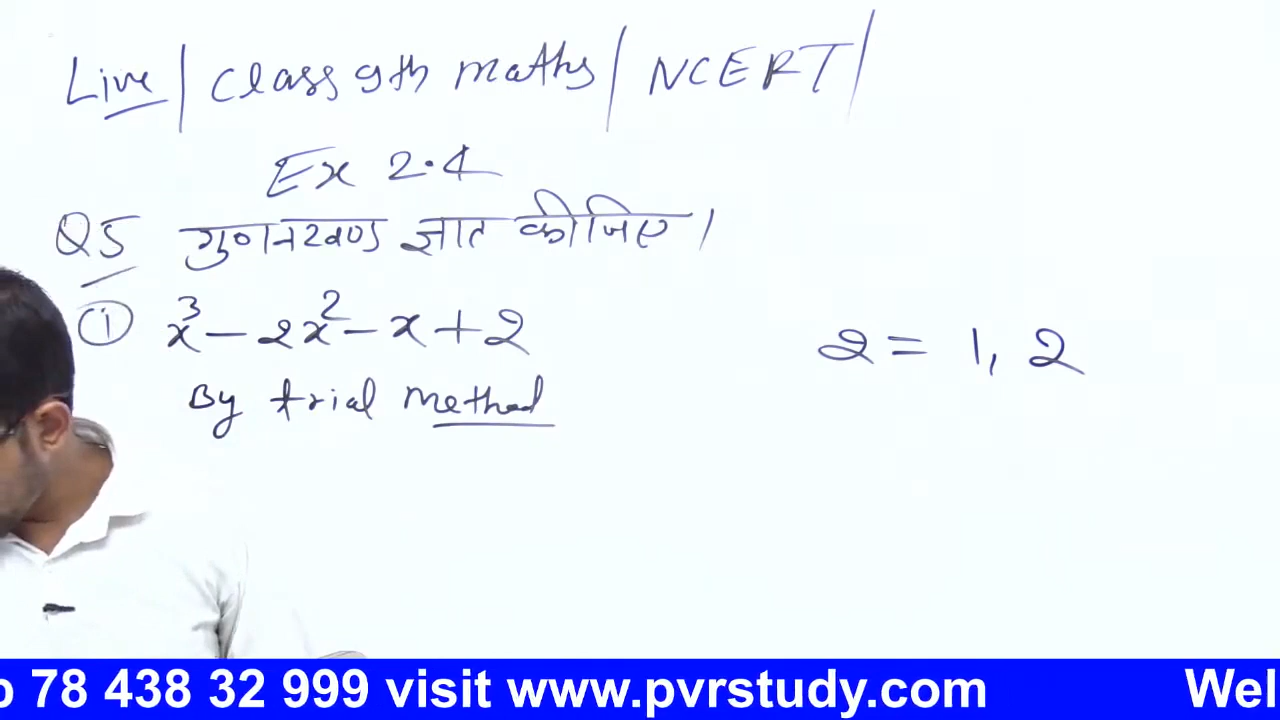 Live / Class 9th maths / NCERT /
Ex 2.4
Q5 गुणनखण्ड ज्ञात कीजिए।
① x³ - 2x² - x + 2
2 = 1, 2
By trial Method
78 438 32 999 visit www.pvrstudy.com